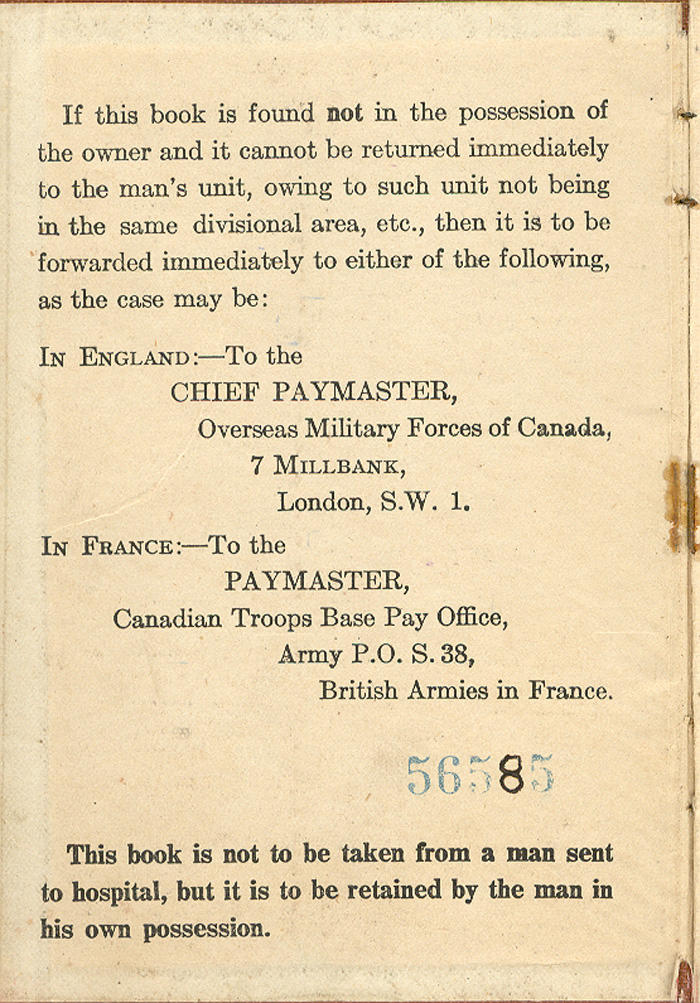 If this book is found not in the possession of
the owner and it cannot be returned immediately
to the man's unit, owing to such unit not being
in the same divisional area, etc., then it is to be
forwarded immediately to either of the following,
as the case may be:
In England:—To the
CHIEF PAYMASTER,
Overseas Military Forces of Canada,
7 Millbank,
London, S.W. 1.
In France:—To the
PAYMASTER,
Canadian Troops Base Pay Office,
Army P.O. S. 38,
British Armies in France.
56585
This book is not to be taken from a man sent
to hospital, but it is to be retained by the man in
his own possession.